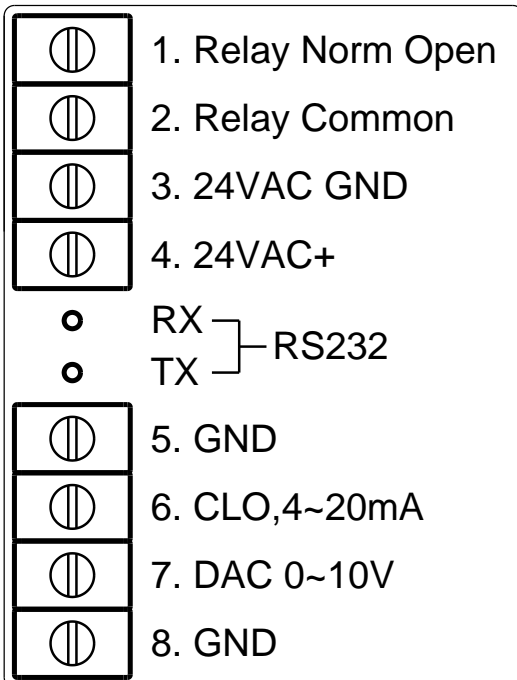 1. Relay Norm Open
2. Relay Common
3. 24VAC GND
4. 24VAC+
RX
RS232
TX
5. GND
6. CLO,4~20mA
7. DAC 0~10V
8. GND